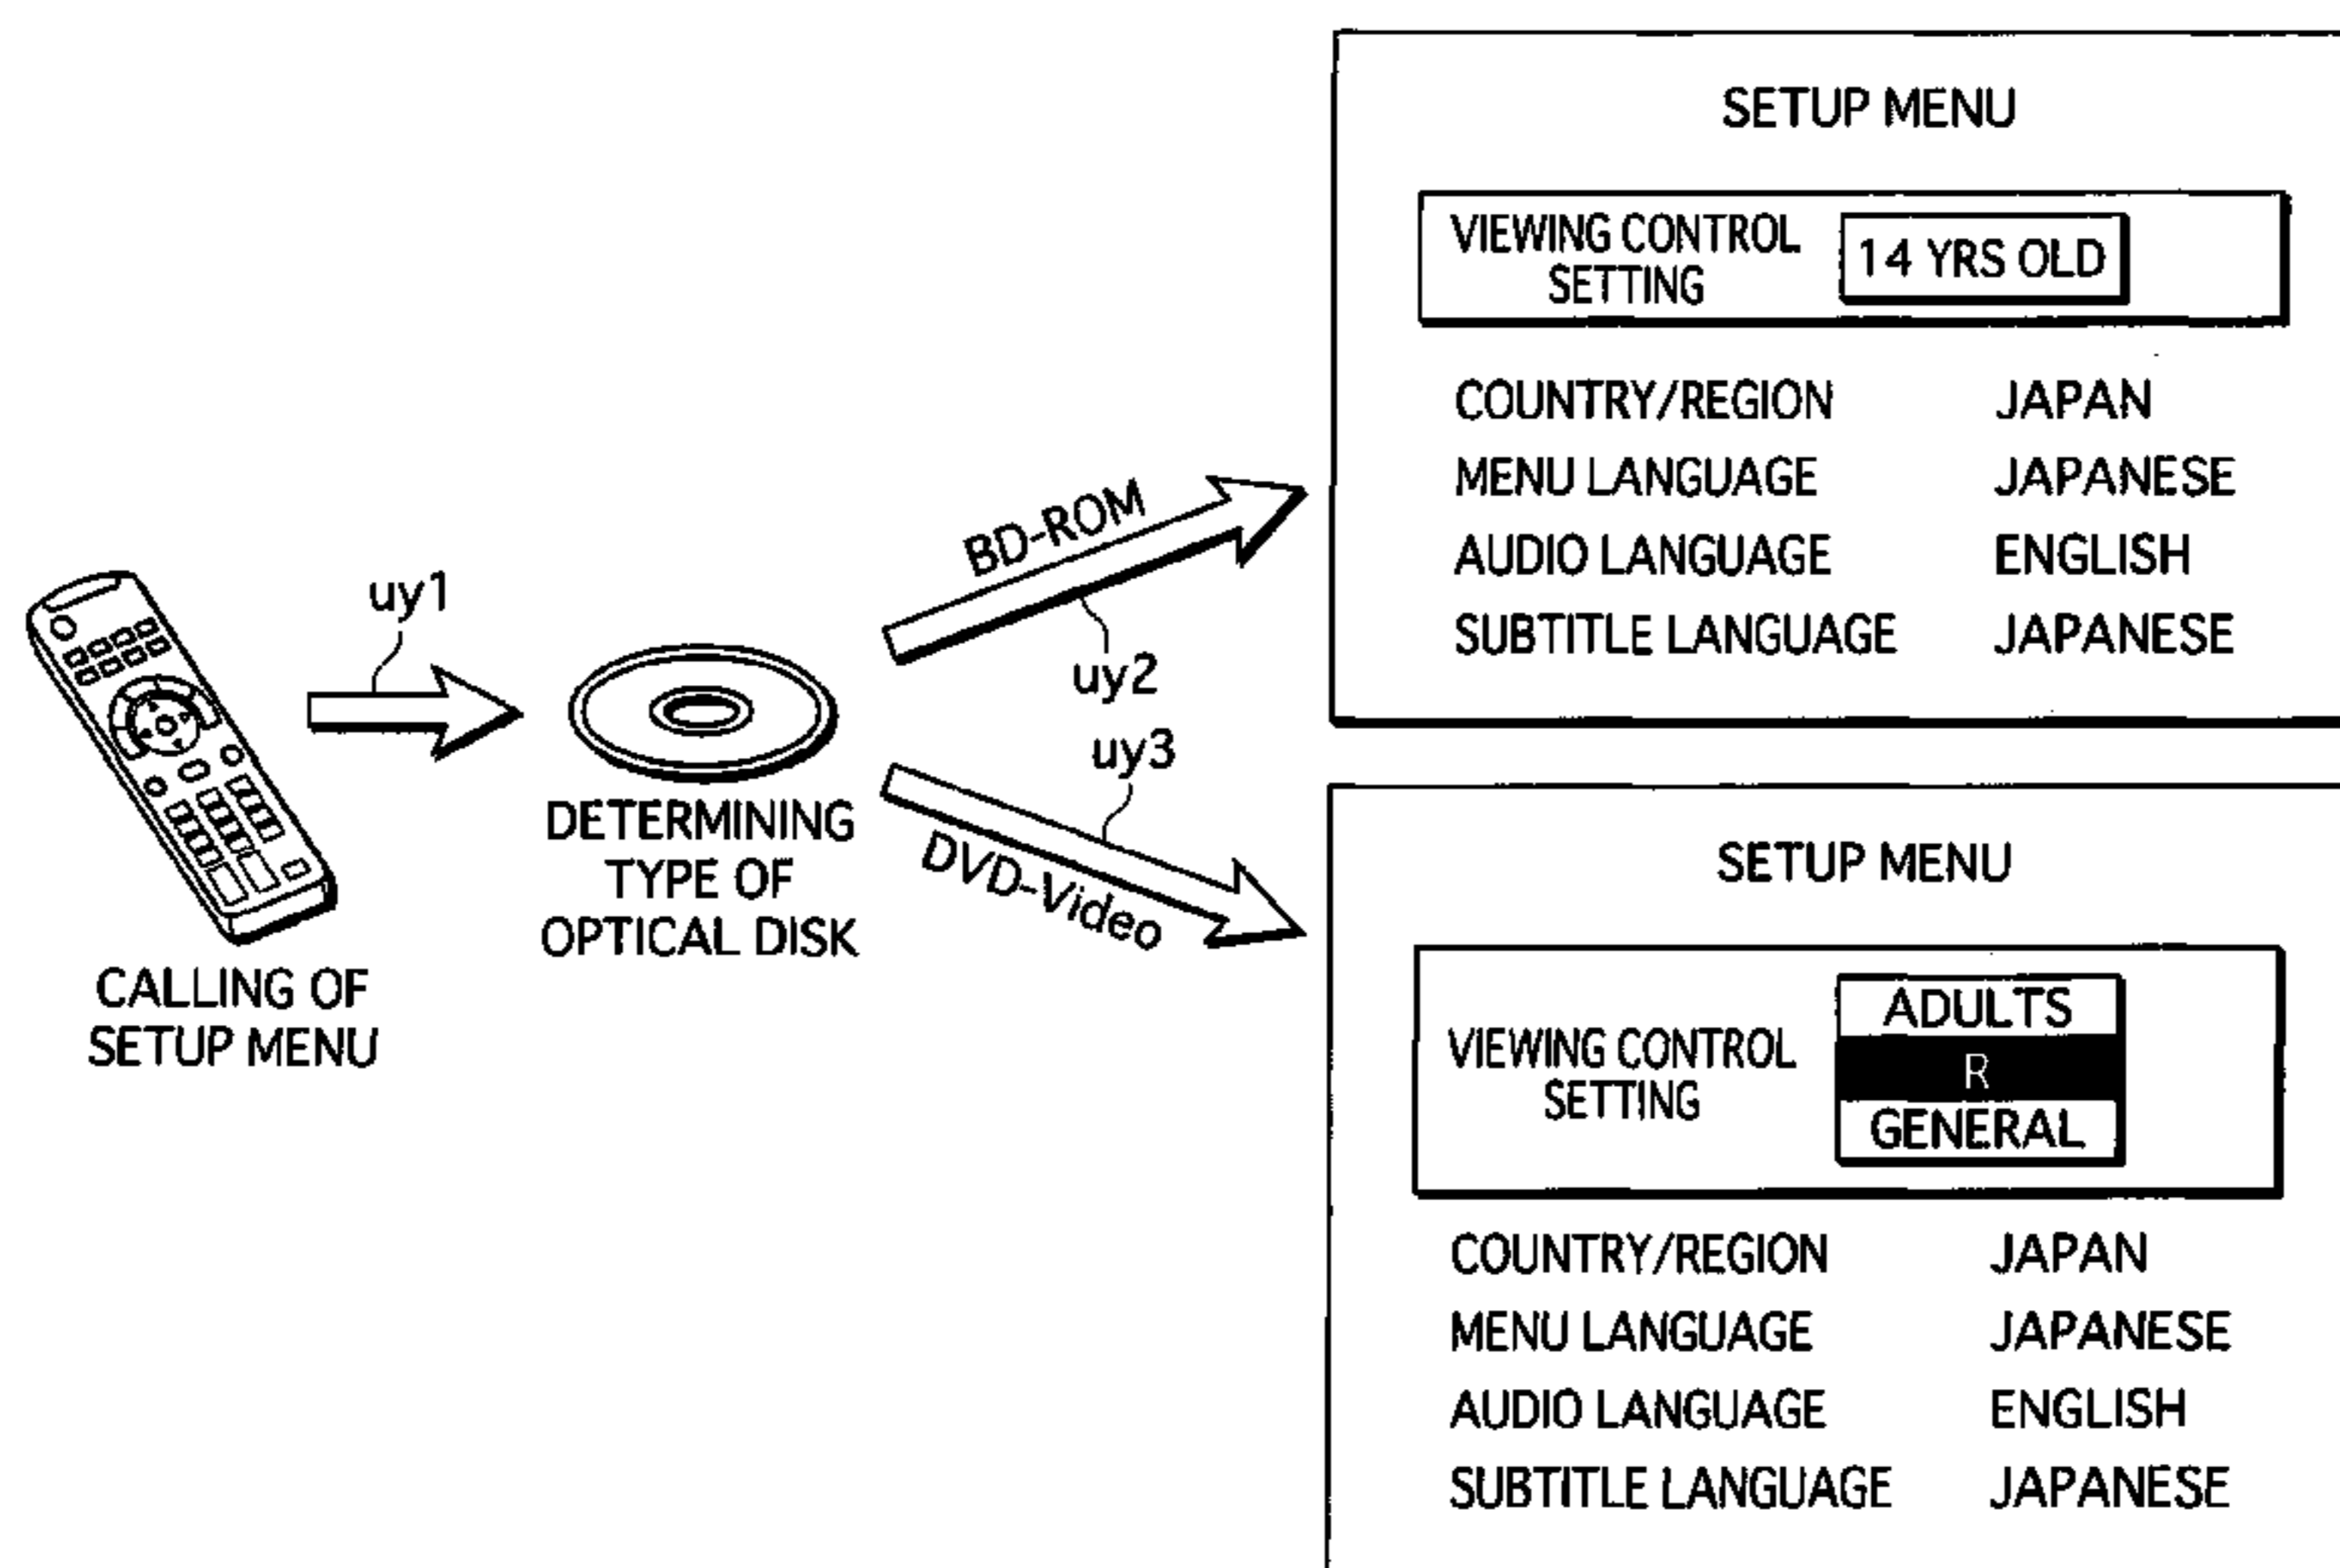 uy1
CALLING OF
SETUP MENU
DETERMINING
TYPE OF
OPTICAL DISK
BD-ROM
uy2
uy3
DVD-Video
SETUP MENU
VIEWING CONTROL
SETTING
14 YRS OLD
COUNTRY/REGION JAPAN
MENU LANGUAGE JAPANESE
AUDIO LANGUAGE ENGLISH
SUBTITLE LANGUAGE JAPANESE
SETUP MENU
VIEWING CONTROL
SETTING
ADULTS
R
GENERAL
COUNTRY/REGION JAPAN
MENU LANGUAGE JAPANESE
AUDIO LANGUAGE ENGLISH
SUBTITLE LANGUAGE JAPANESE